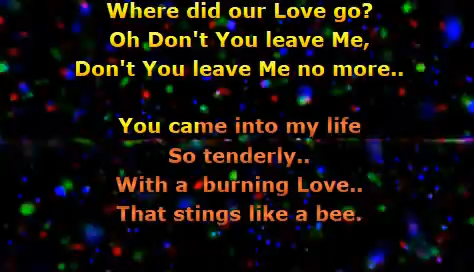 Where did our Love go?
Oh Don't You leave Me,
Don't You leave Me no more..
You came into my life
So tenderly..
With a burning Love..
That stings like a bee.